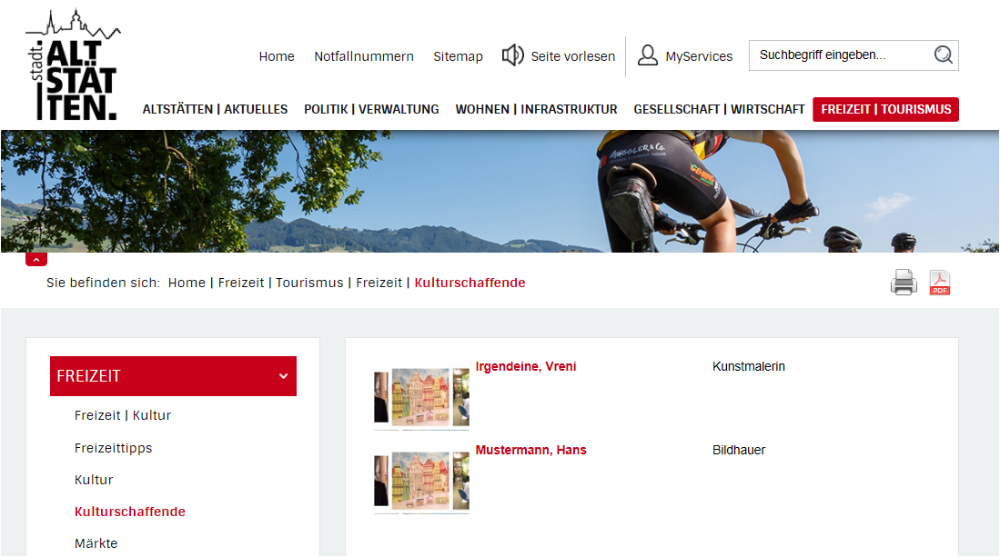 stadt
ALT
STÄT
TEN.
Home Notfallnummern Sitemap Seite vorlesen MyServices Suchbegriff eingeben...
ALTSTÄTTEN | AKTUELLES POLITIK | VERWALTUNG WOHNEN | INFRASTRUKTUR GESELLSCHAFT | WIRTSCHAFT FREIZEIT | TOURISMUS
Sie befinden sich: Home | Freizeit | Tourismus | Freizeit | Kulturschaffende
PDF
FREIZEIT
Freizeit | Kultur
Freizeittipps
Kultur
Kulturschaffende
Märkte
Irgendeine, Vreni Kunstmalerin
Mustermann, Hans Bildhauer